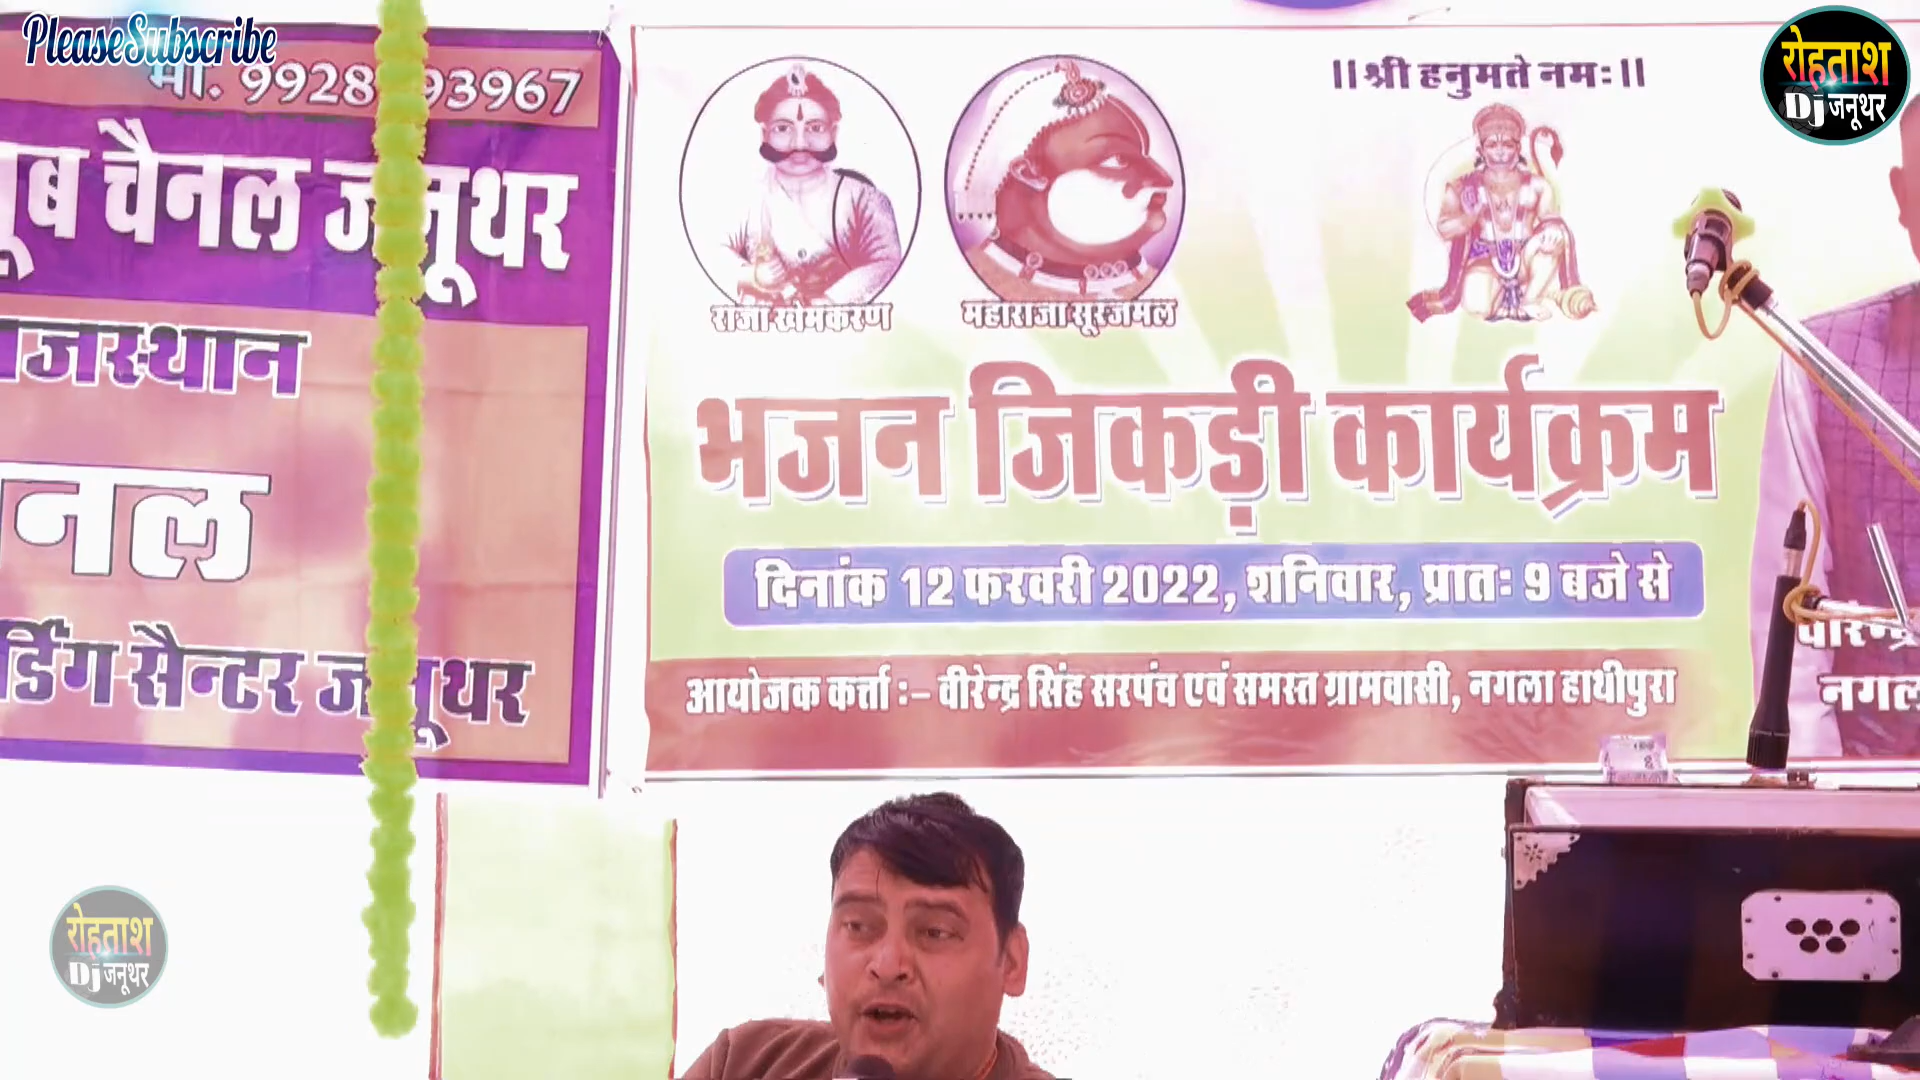 PleaseSubscribe
मो. 9928 93967
चैनल जनूथर
नल
सैन्टर जनूथर
राजा खेमकरण
महाराजा सूरजमल
॥ श्री हनुमते नमः ॥
भजन जिकड़ी कार्यक्रम
दिनांक 12 फरवरी 2022, शनिवार, प्रातः 9 बजे से
आयोजक कर्त्ता :– वीरेन्द्र सिंह सरपंच एवं समस्त ग्रामवासी, नगला हाथीपुरा
रोहताश
Dj जनूथर
रोहताश
Dj जनूथर